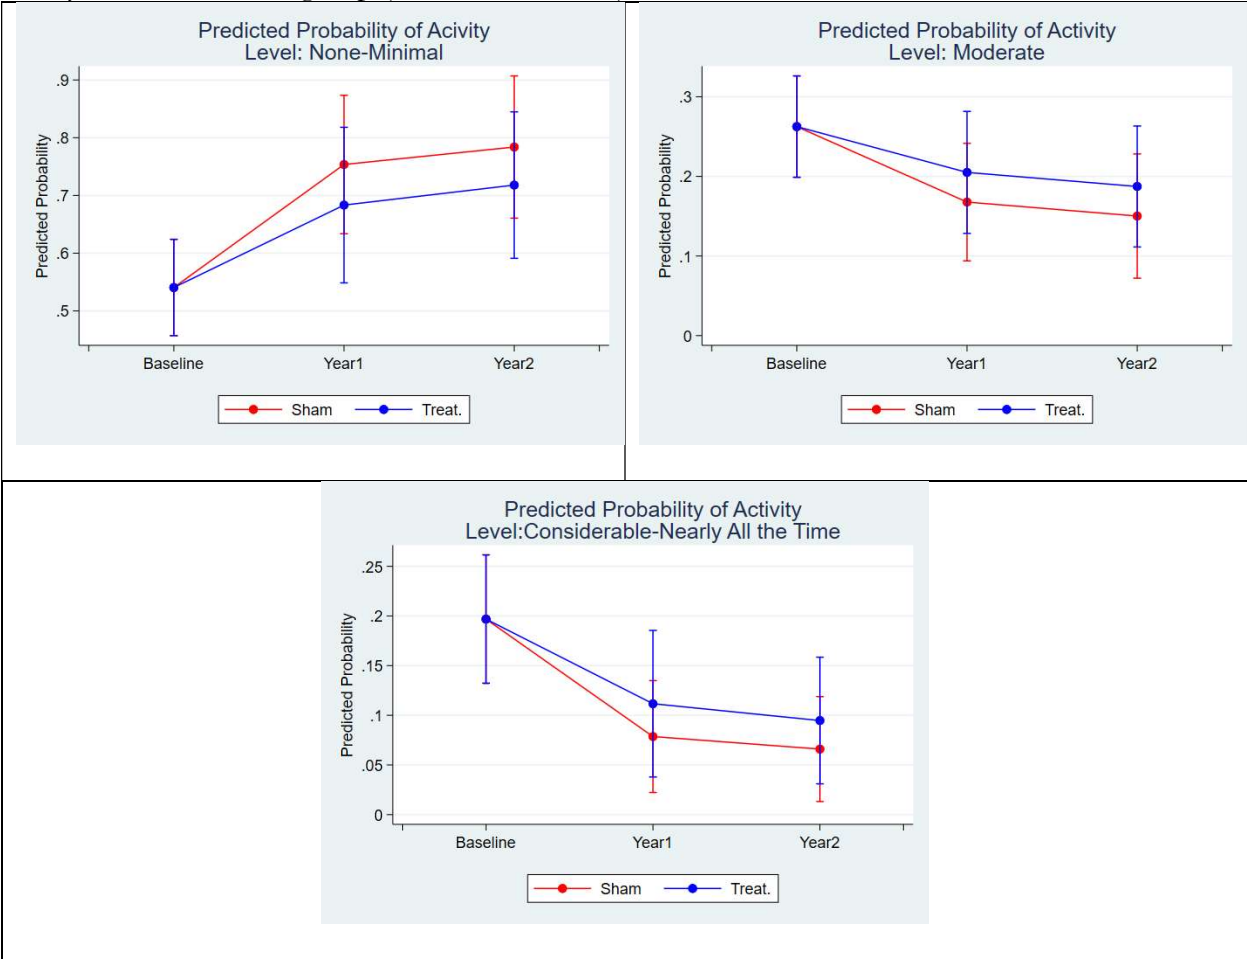 Predicted Probability of Acivity
Level: None-Minimal
Predicted Probability
.9
.8
.7
.6
.5
Baseline Year1 Year2
Sham Treat.
Predicted Probability of Activity
Level: Moderate
Predicted Probability
.3
.2
.1
0
Baseline Year1 Year2
Sham Treat.
Predicted Probability of Activity
Level:Considerable-Nearly All the Time
Predicted Probability
.25
.2
.15
.1
.05
0
Baseline Year1 Year2
Sham Treat.